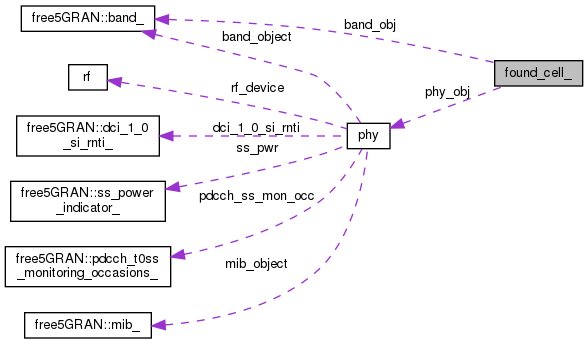 free5GRAN::band_
band_obj
band_object
found_cell_
rf
rf_device
phy_obj
free5GRAN::dci_1_0
_si_rnti_
dci_1_0_si_rnti
phy
ss_pwr
free5GRAN::ss_power
_indicator_
pdcch_ss_mon_occ
free5GRAN::pdcch_t0ss
_monitoring_occasions_
mib_object
free5GRAN::mib_